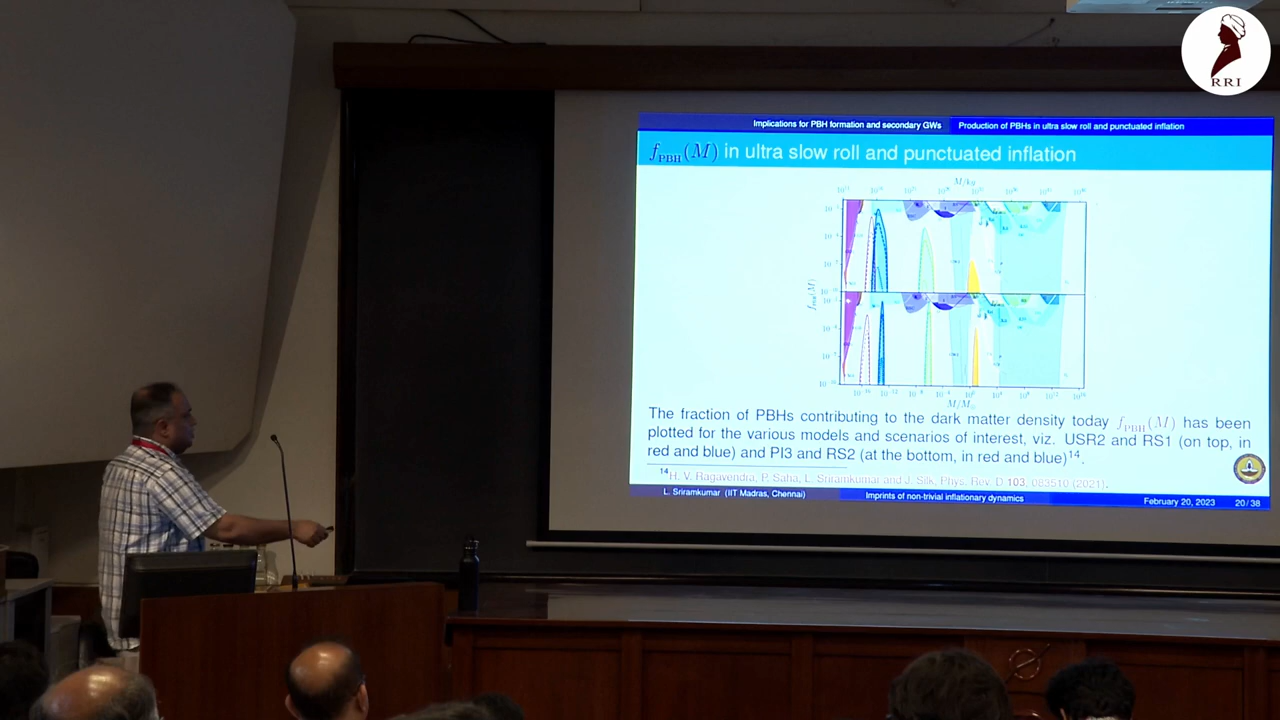 RRI
Implications for PBH formation and secondary GWs Production of PBHs in ultra slow roll and punctuated inflation
f_PBH(M) in ultra slow roll and punctuated inflation
M/kg
f_PBH(M)
M/M⊙
The fraction of PBHs contributing to the dark matter density today f_PBH(M) has been
plotted for the various models and scenarios of interest, viz. USR2 and RS1 (on top, in
red and blue) and PI3 and RS2 (at the bottom, in red and blue)¹⁴.
¹⁴H. V. Ragavendra, P. Saha, L. Sriramkumar and J. Silk, Phys. Rev. D 103, 083510 (2021).
L. Sriramkumar (IIT Madras, Chennai) Imprints of non-trivial inflationary dynamics February 20, 2023 20/38